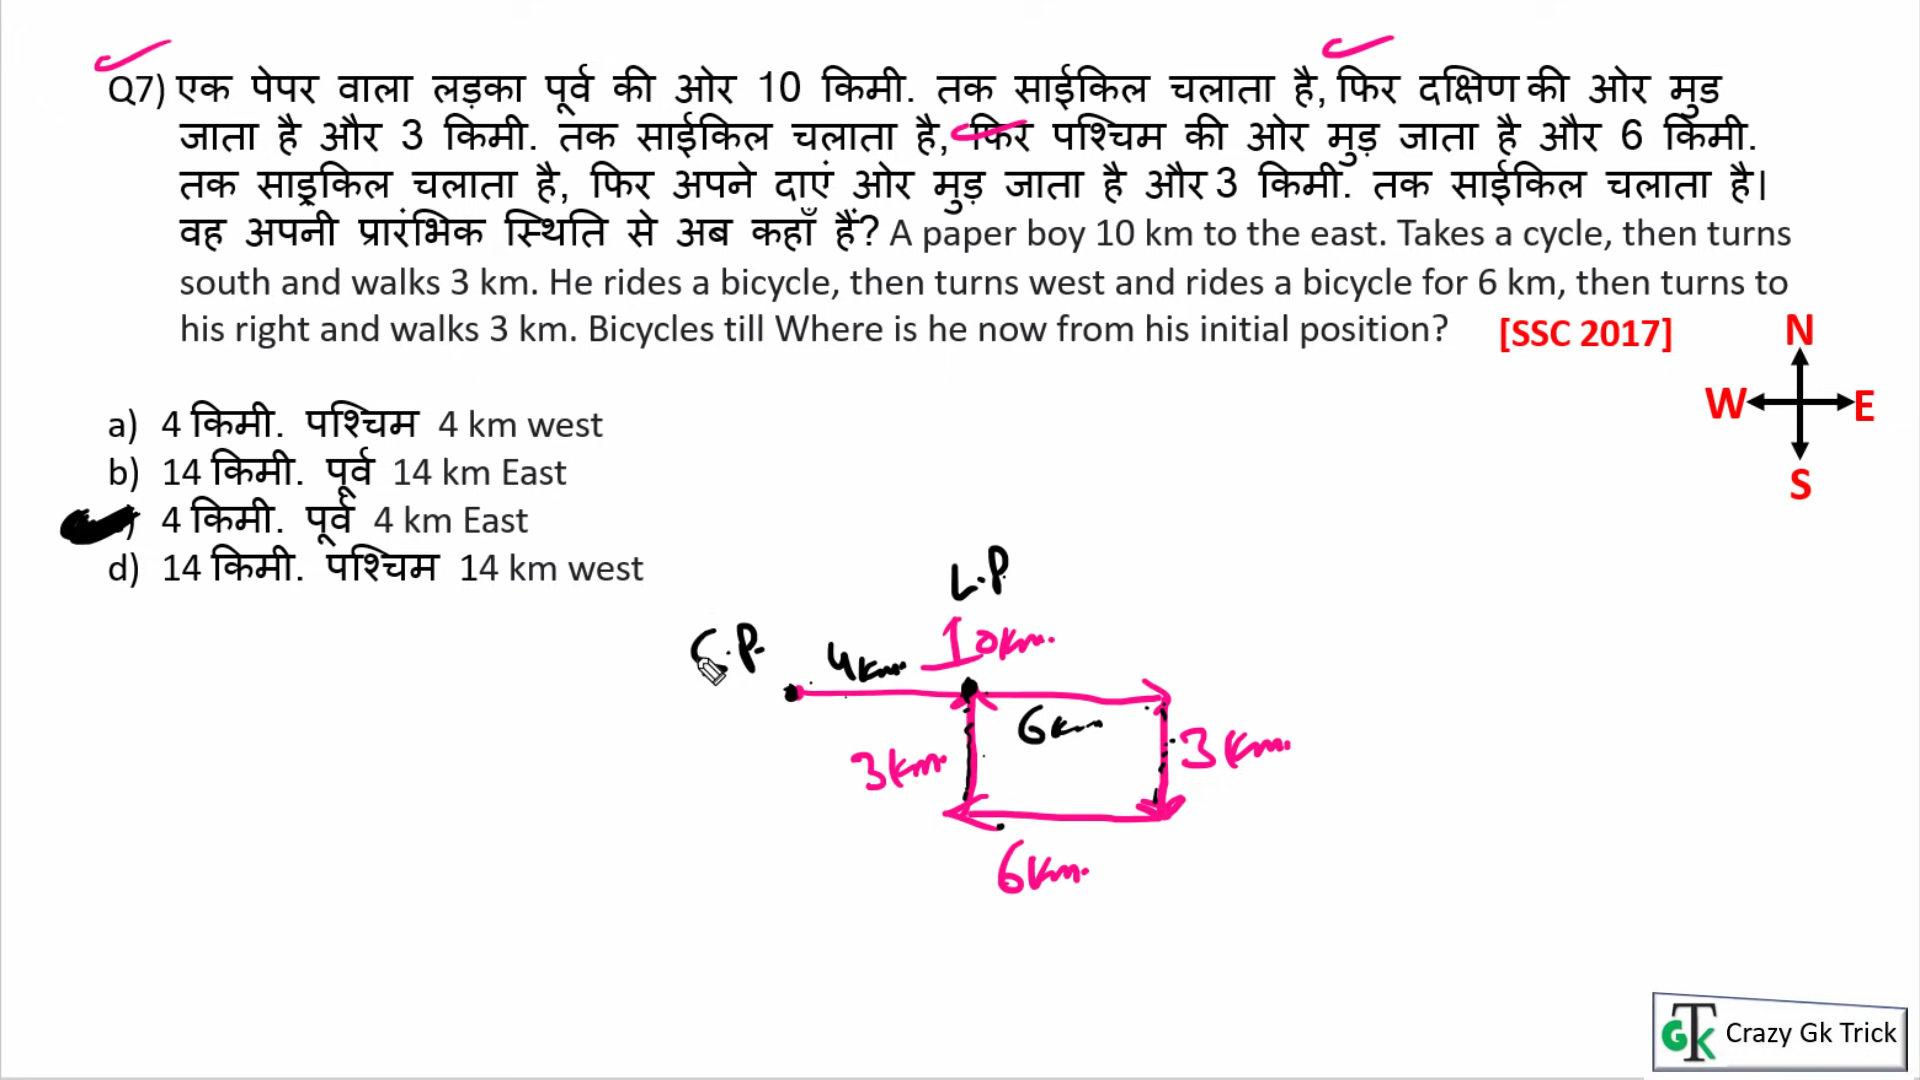 Q7) एक पेपर वाला लड़का पूर्व की ओर 10 किमी. तक साईकिल चलाता है, फिर दक्षिण की ओर मुड
जाता है और 3 किमी. तक साईकिल चलाता है, फिर पश्चिम की ओर मुड़ जाता है और 6 किमी.
तक साइकिल चलाता है, फिर अपने दाएं ओर मुड़ जाता है और 3 किमी. तक साईकिल चलाता है।
वह अपनी प्रारंभिक स्थिति से अब कहाँ हैं? A paper boy 10 km to the east. Takes a cycle, then turns
south and walks 3 km. He rides a bicycle, then turns west and rides a bicycle for 6 km, then turns to
his right and walks 3 km. Bicycles till Where is he now from his initial position? [SSC 2017]
N
W E
S
a) 4 किमी. पश्चिम 4 km west
b) 14 किमी. पूर्व 14 km East
) 4 किमी. पूर्व 4 km East
d) 14 किमी. पश्चिम 14 km west
L.P
S.P. 4km 10km.
6km
3km. 3km.
6km.
GTK Crazy Gk Trick